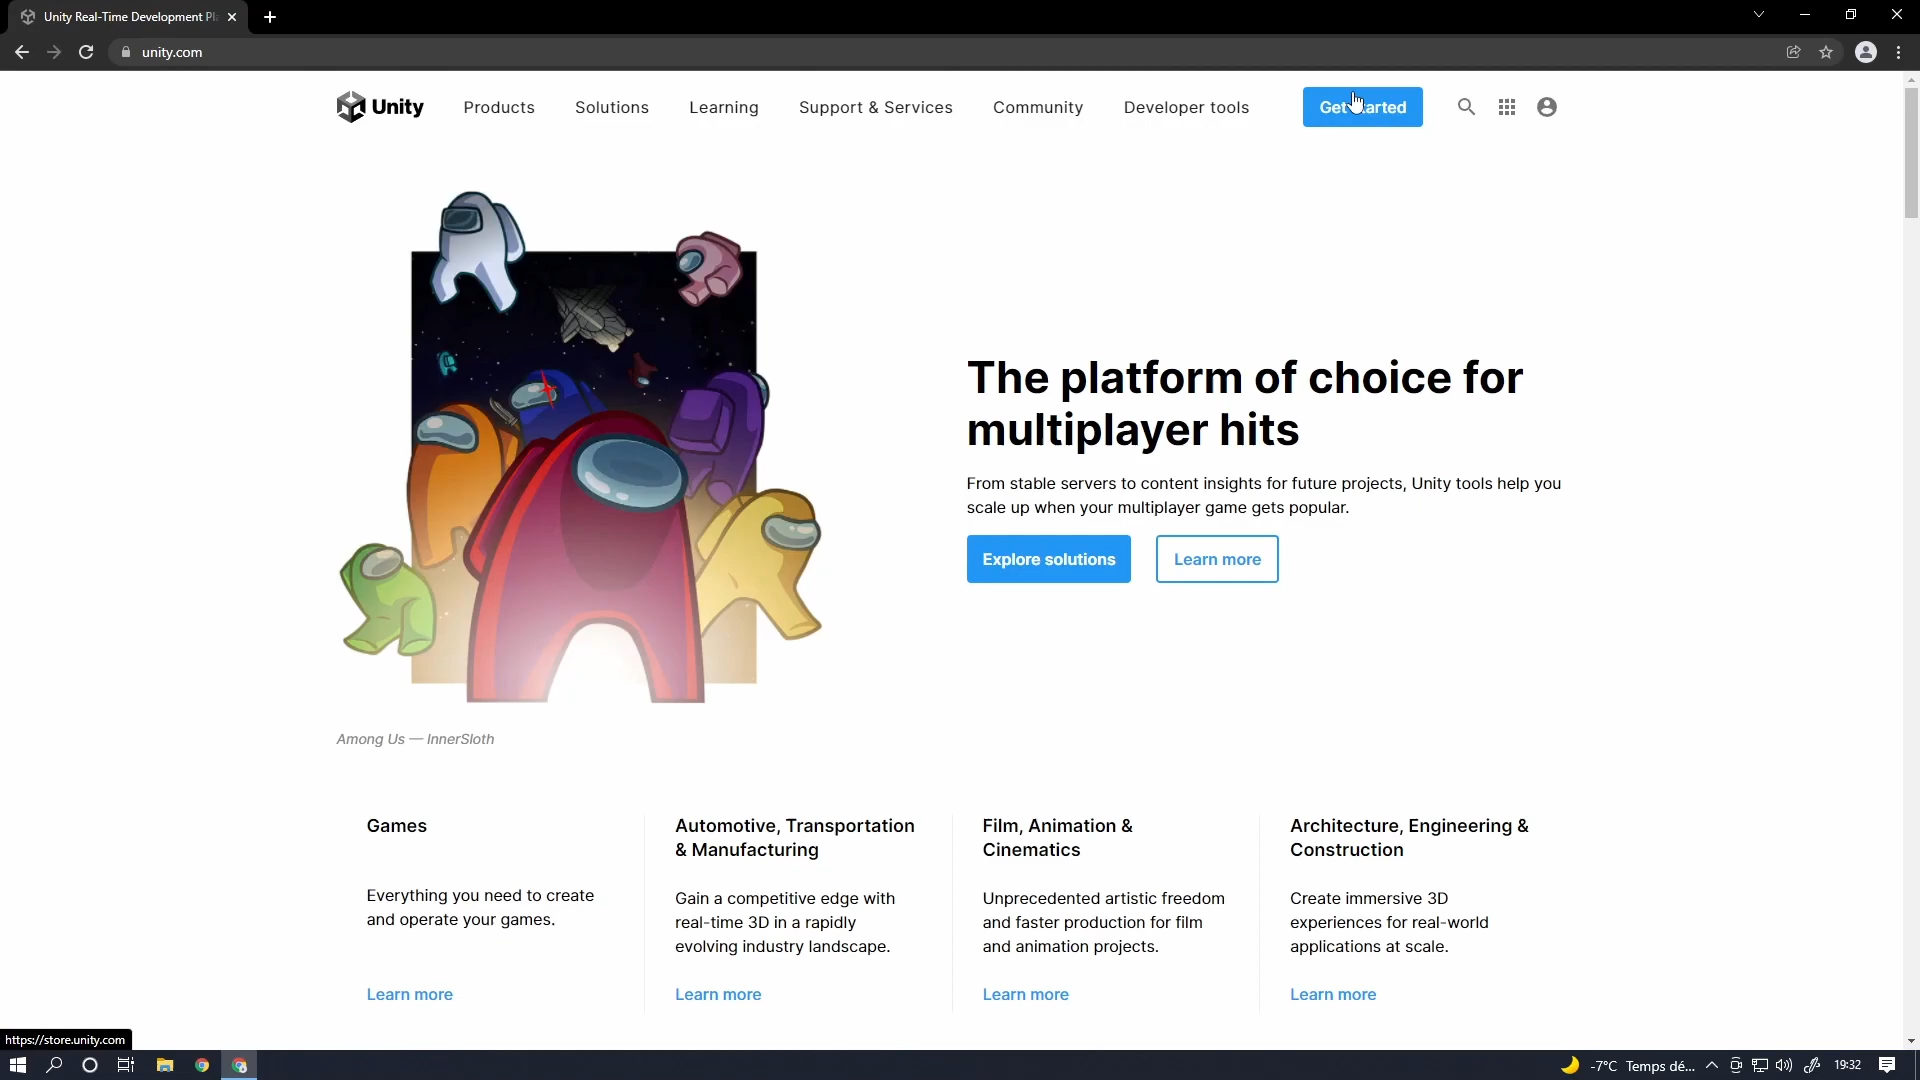 Unity Real-Time Development Pl
unity.com
Unity
Products
Solutions
Learning
Support & Services
Community
Developer tools
Get Started
The platform of choice for
multiplayer hits
From stable servers to content insights for future projects, Unity tools help you
scale up when your multiplayer game gets popular.
Explore solutions
Learn more
Among Us — InnerSloth
Games
Everything you need to create
and operate your games.
Learn more
Automotive, Transportation
& Manufacturing
Gain a competitive edge with
real-time 3D in a rapidly
evolving industry landscape.
Learn more
Film, Animation &
Cinematics
Unprecedented artistic freedom
and faster production for film
and animation projects.
Learn more
Architecture, Engineering &
Construction
Create immersive 3D
experiences for real-world
applications at scale.
Learn more
https://store.unity.com
-7°C Temps dé...
19:32